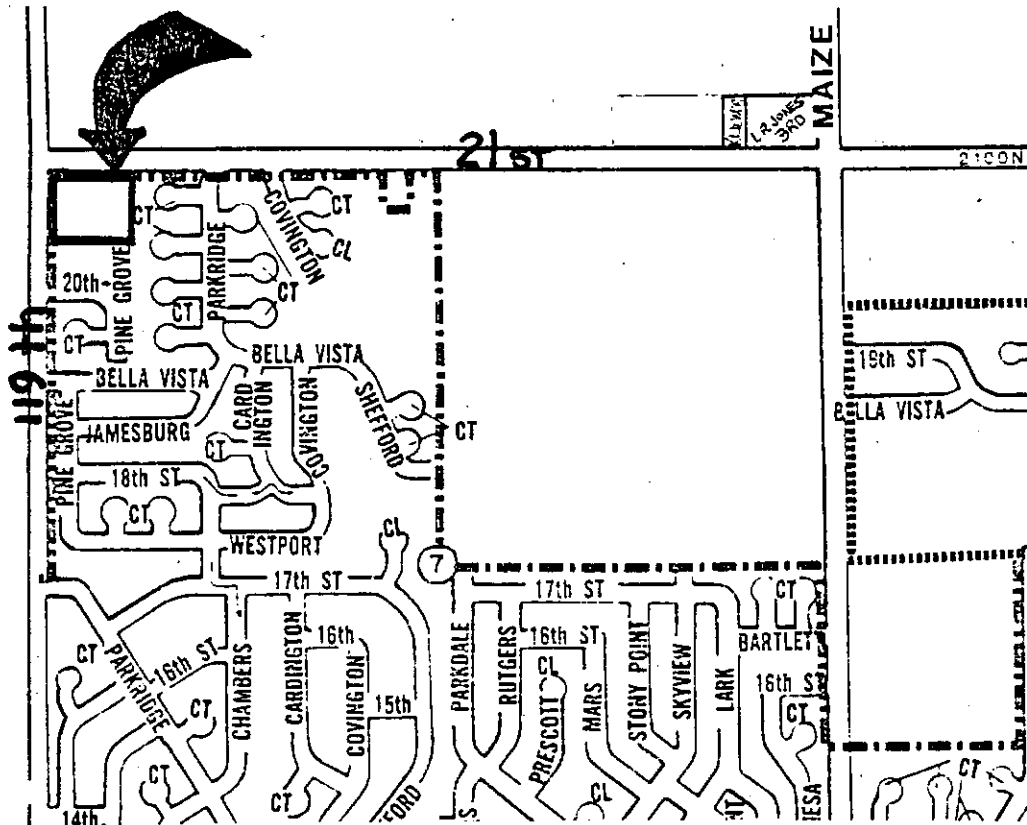 MAIZE
L.R. JONES
3RD
21 ST
2100N
CT
COVINGTON
CT
CL
PARKRIDGE
20th
PINE GROVE
CT
CT
CT
119 th
BELLA VISTA
BELLA VISTA
19th ST
BELLA VISTA
CARD
INGTON
COVINGTON
SHEFFORD
CT
PINE GROVE
JAMESBURG
CT
18th ST
CT
WESTPORT
CL
7
17th ST
17th ST
CT
BARTLET
16th ST
CT
PARKRIDGE
16th ST
CHAMBERS
CARDINGTON
16th
COVINGTON
15th
PARKDALE
RUTGERS
16th ST
CL
PRESCOTT
MARS
STONY POINT
SKYVIEW
LARK
CT
CT
CT
CT
CT
CL
14th
FFORD
IESA
CT